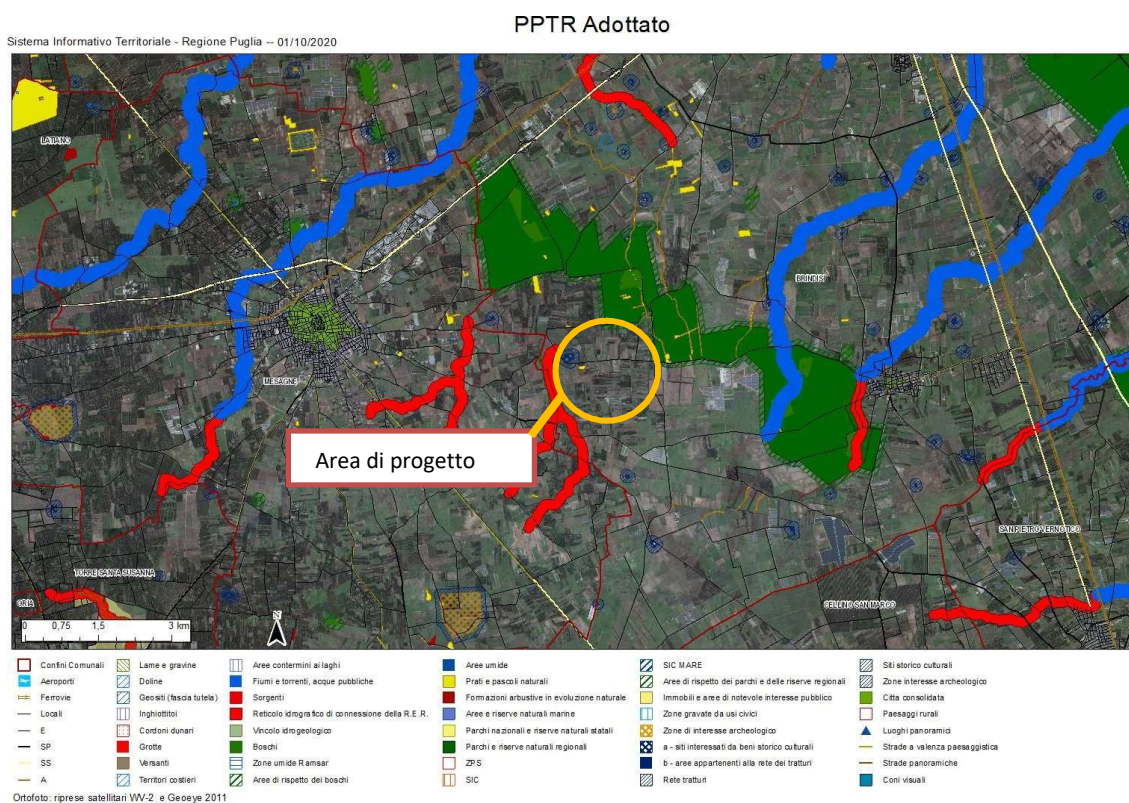 PPTR Adottato
Sistema Informativo Territoriale - Regione Puglia -- 01/10/2020
LATIANO
BRINDISI
MESAGNE
Area di progetto
SAN PIETRO VERNOTICO
TORRE SANTA SUSANNA
ORIA
CELLINO SAN MARCO
N
0 0,75 1,5 3 km
Confini Comunali
Aeroporti
Ferrovie
Locali
E
SP
SS
A
Lame e gravine
Doline
Geositi (fascia tutela)
Inghiottitoi
Cordoni dunari
Grotte
Versanti
Territori costieri
Aree contermini ai laghi
Fiumi e torrenti, acque pubbliche
Sorgenti
Reticolo idrografico di connessione della R.E.R.
Vincolo idrogeologico
Boschi
Zone umide Ramsar
Aree di rispetto dei boschi
Aree umide
Prati e pascoli naturali
Formazioni arbustive in evoluzione naturale
Aree e riserve naturali marine
Parchi nazionali e riserve naturali statali
Parchi e riserve naturali regionali
ZPS
SIC
SIC MARE
Aree di rispetto dei parchi e delle riserve regionali
Immobili e aree di notevole interesse pubblico
Zone gravate da usi civici
Zone di interesse archeologico
a - siti interessati da beni storico culturali
b - aree appartenenti alla rete dei tratturi
Rete tratturi
Siti storico culturali
Zone interesse archeologico
Citta consolidata
Paesaggi rurali
Luoghi panoramici
Strade a valenza paesaggistica
Strade panoramiche
Coni visuali
Ortofoto: riprese satellitari WV-2 e Geoeye 2011